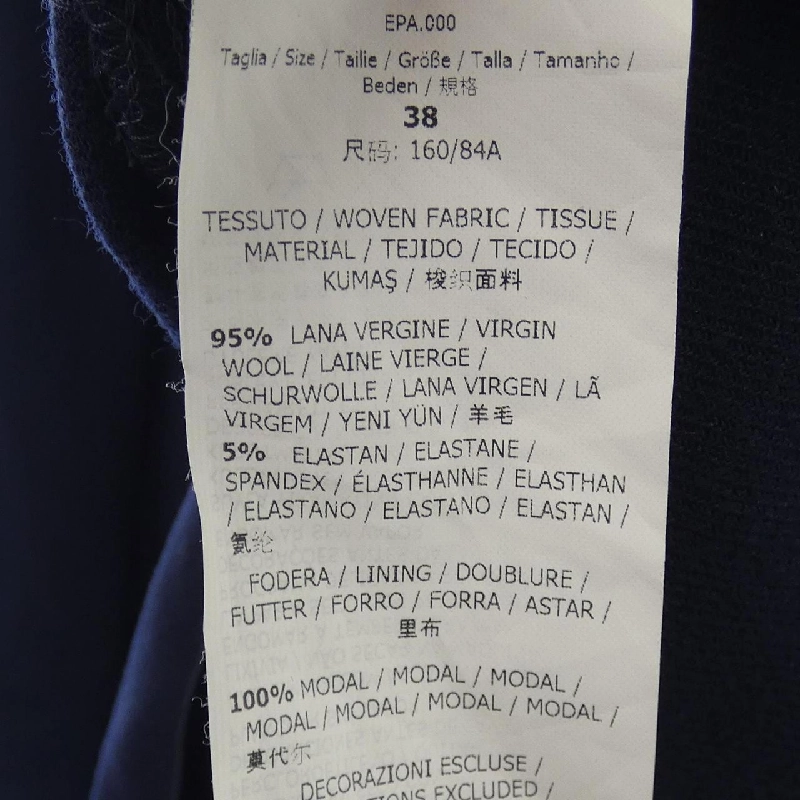 EPA.000
Taglia / Size / Tailie / Größe / Talla / Tamanho /
Beden / 規格
38
尺码: 160/84A
TESSUTO / WOVEN FABRIC / TISSUE /
MATERIAL / TEJIDO / TECIDO /
KUMAŞ / 梭织面料
95% LANA VERGINE / VIRGIN
WOOL / LAINE VIERGE /
SCHURWOLLE / LANA VIRGEN / LÃ
VIRGEM / YENI YÜN / 羊毛
5% ELASTAN / ELASTANE /
SPANDEX / ÉLASTHANNE / ELASTHAN
/ ELASTANO / ELASTANO / ELASTAN /
氨纶
FODERA / LINING / DOUBLURE /
FUTTER / FORRO / FORRA / ASTAR /
里布
100% MODAL / MODAL / MODAL /
MODAL / MODAL / MODAL / MODAL /
莫代尔
DECORAZIONI ESCLUSE /
EXCLUDED /